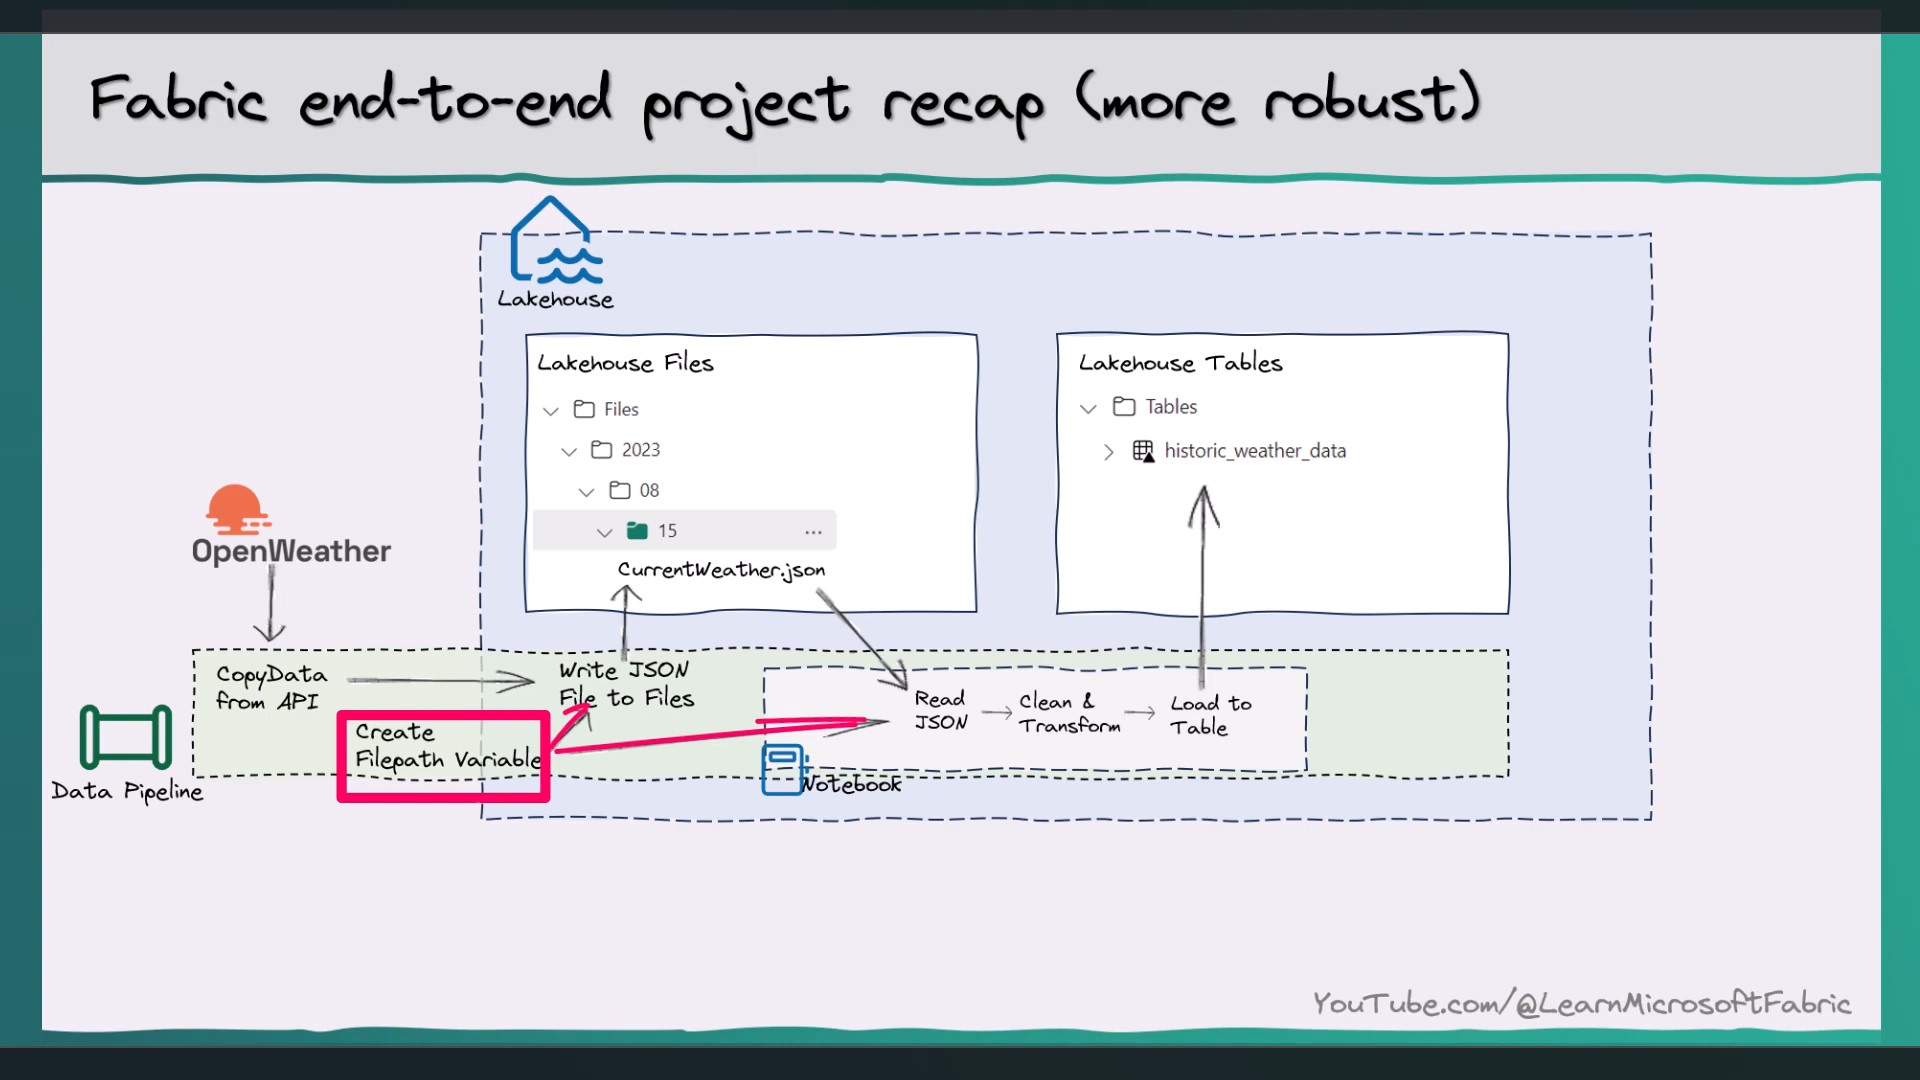 Fabric end-to-end project recap (more robust)
Lakehouse
Lakehouse Files
Files
2023
08
15 ...
CurrentWeather.json
Lakehouse Tables
Tables
historic_weather_data
OpenWeather
CopyData
from API
Write JSON
File to Files
Create
Filepath Variable
Data Pipeline
Read
JSON
Clean &
Transform
Load to
Table
Notebook
YouTube.com/@LearnMicrosoftFabric